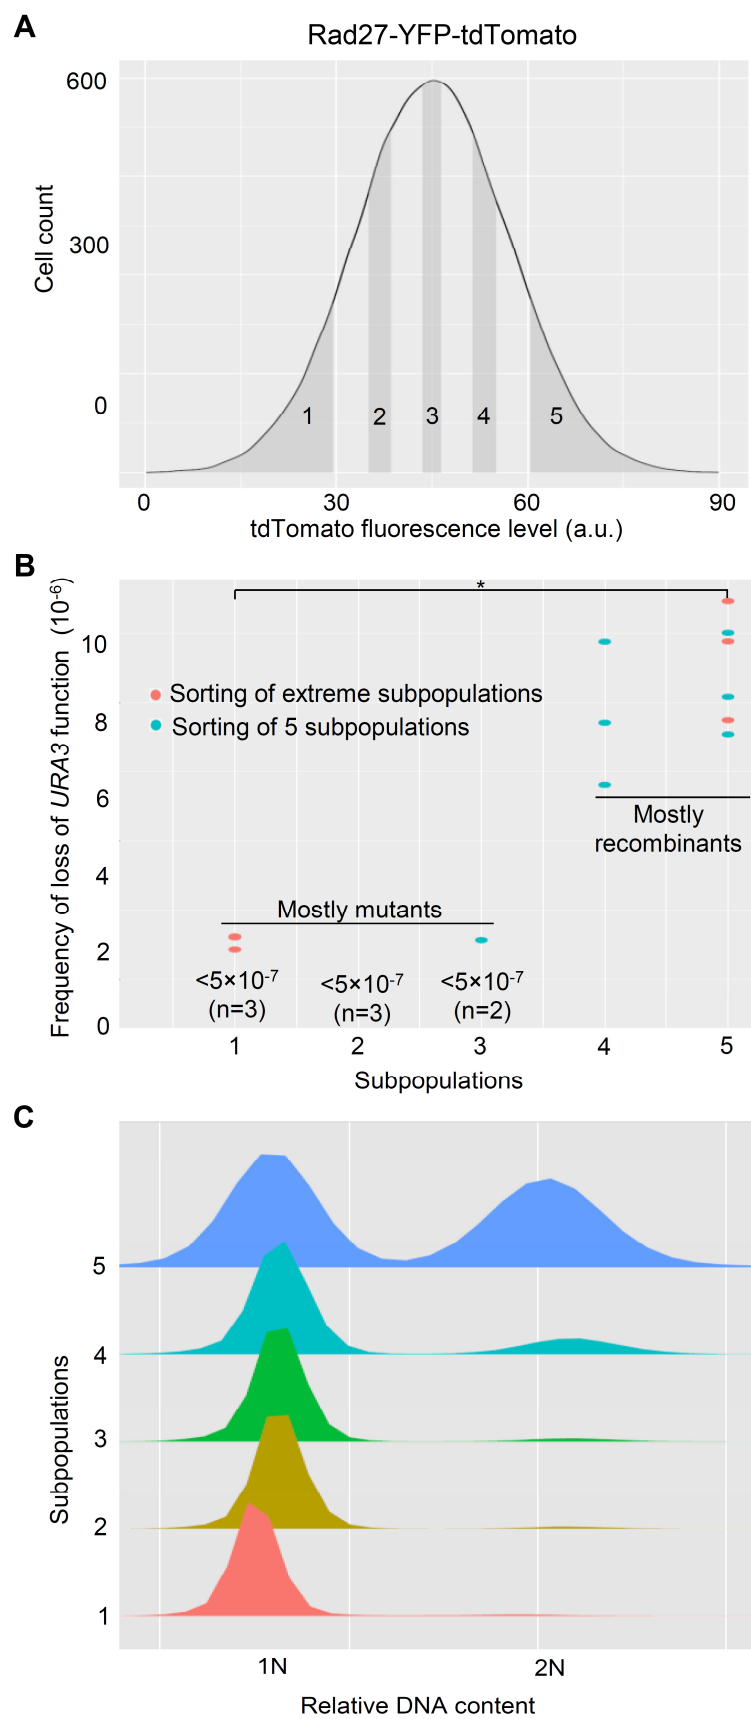 A
Rad27-YFP-tdTomato
Cell count
600
300
0
1 2 3 4 5
0 30 60 90
tdTomato fluorescence level (a.u.)
B
Frequency of loss of URA3 function (10⁻⁶)
*
10
8
6
4
2
0
Sorting of extreme subpopulations
Sorting of 5 subpopulations
Mostly
recombinants
Mostly mutants
<5×10⁻⁷ <5×10⁻⁷ <5×10⁻⁷
(n=3) (n=3) (n=2)
1 2 3 4 5
Subpopulations
C
Subpopulations
5
4
3
2
1
1N 2N
Relative DNA content